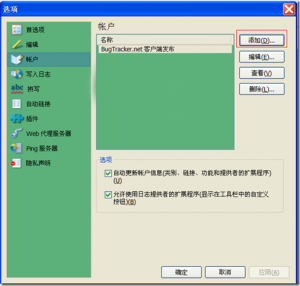 选项
首选项
编辑
帐户
写入日志
abc
拼写
自动链接
插件
Web 代理服务器
Ping 服务器
隐私声明
帐户
名称
BugTracker.net 客户端发布
添加(D)...
编辑(E)...
查看(V)
删除(L)...
选项
自动更新帐户信息(类别、链接、功能和提供者的扩展程序)
(U)
允许使用日志提供者的扩展程序(显示在工具栏中的自定义
按钮)(B)
确定
取消
应用(A)